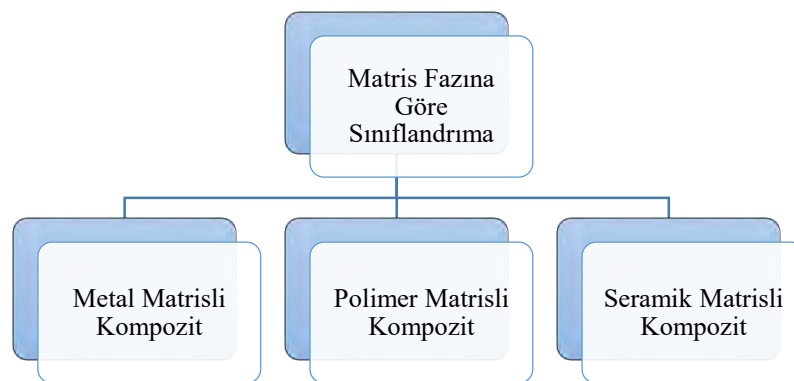 Matris Fazına
Göre
Sınıflandrıma
Metal Matrisli
Kompozit
Polimer Matrisli
Kompozit
Seramik Matrisli
Kompozit